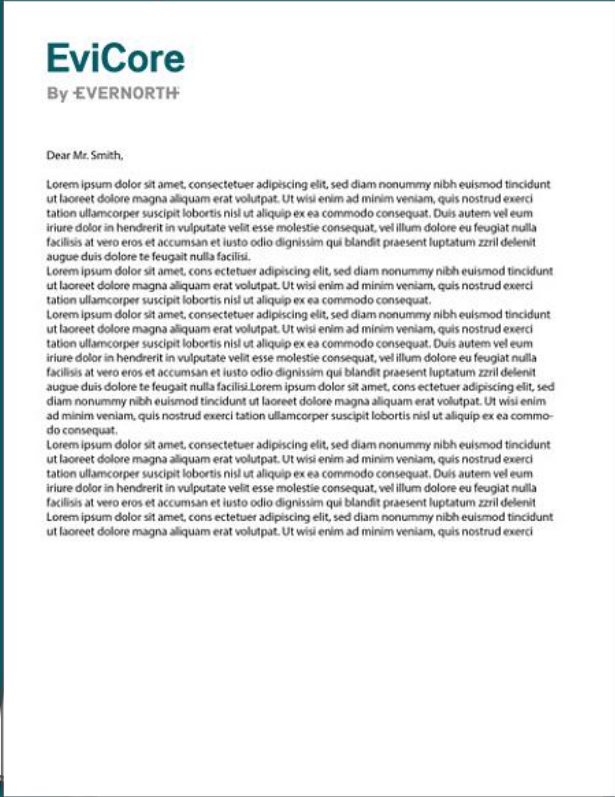 EviCore
By EVERNORTH
Dear Mr. Smith,
Lorem ipsum dolor sit amet, consectetuer adipiscing elit, sed diam nonummy nibh euismod tincidunt
ut laoreet dolore magna aliquam erat volutpat. Ut wisi enim ad minim veniam, quis nostrud exerci
tation ullamcorper suscipit lobortis nisl ut aliquip ex ea commodo consequat. Duis autem vel eum
iriure dolor in hendrerit in vulputate velit esse molestie consequat, vel illum dolore eu feugiat nulla
facilisis at vero eros et accumsan et iusto odio dignissim qui blandit praesent luptatum zzril delenit
augue duis dolore te feugait nulla facilisi.
Lorem ipsum dolor sit amet, cons ectetuer adipiscing elit, sed diam nonummy nibh euismod tincidunt
ut laoreet dolore magna aliquam erat volutpat. Ut wisi enim ad minim veniam, quis nostrud exerci
tation ullamcorper suscipit lobortis nisl ut aliquip ex ea commodo consequat.
Lorem ipsum dolor sit amet, consectetuer adipiscing elit, sed diam nonummy nibh euismod tincidunt
ut laoreet dolore magna aliquam erat volutpat. Ut wisi enim ad minim veniam, quis nostrud exerci
tation ullamcorper suscipit lobortis nisl ut aliquip ex ea commodo consequat. Duis autem vel eum
iriure dolor in hendrerit in vulputate velit esse molestie consequat, vel illum dolore eu feugiat nulla
facilisis at vero eros et accumsan et iusto odio dignissim qui blandit praesent luptatum zzril delenit
augue duis dolore te feugait nulla facilisi.Lorem ipsum dolor sit amet, cons ectetuer adipiscing elit, sed
diam nonummy nibh euismod tincidunt ut laoreet dolore magna aliquam erat volutpat. Ut wisi enim
ad minim veniam, quis nostrud exerci tation ullamcorper suscipit lobortis nisl ut aliquip ex ea commo-
do consequat.
Lorem ipsum dolor sit amet, consectetuer adipiscing elit, sed diam nonummy nibh euismod tincidunt
ut laoreet dolore magna aliquam erat volutpat. Ut wisi enim ad minim veniam, quis nostrud exerci
tation ullamcorper suscipit lobortis nisl ut aliquip ex ea commodo consequat. Duis autem vel eum
iriure dolor in hendrerit in vulputate velit esse molestie consequat, vel illum dolore eu feugiat nulla
facilisis at vero eros et accumsan et iusto odio dignissim qui blandit praesent luptatum zzril delenit
Lorem ipsum dolor sit amet, cons ectetuer adipiscing elit, sed diam nonummy nibh euismod tincidunt
ut laoreet dolore magna aliquam erat volutpat. Ut wisi enim ad minim veniam, quis nostrud exerci